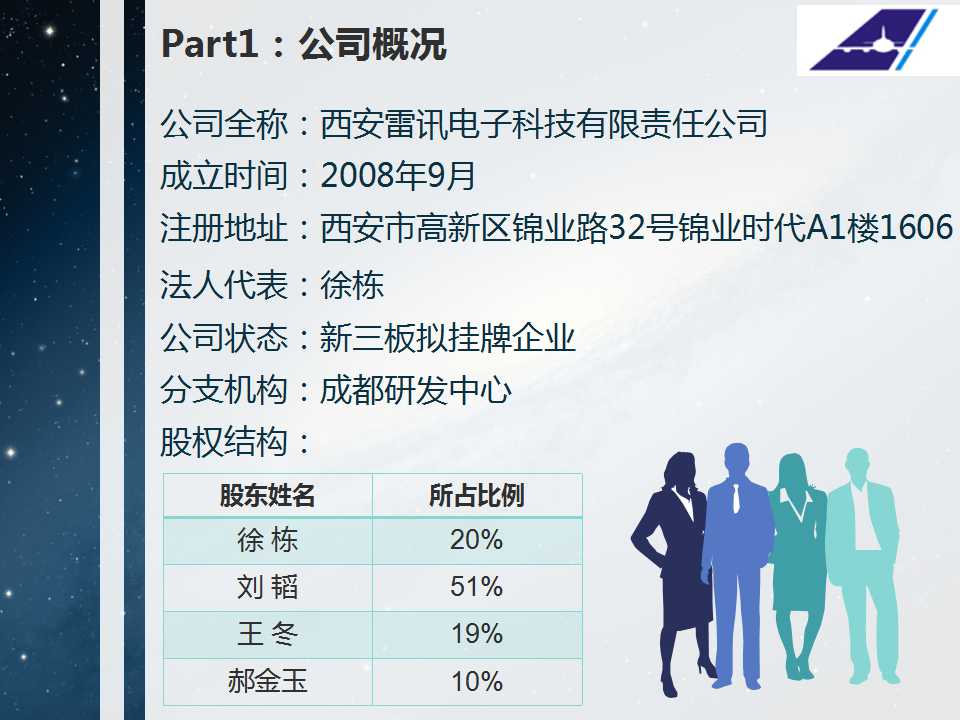 Part1：公司概况
公司全称：西安雷讯电子科技有限责任公司
成立时间：2008年9月
注册地址：西安市高新区锦业路32号锦业时代A1楼1606
法人代表：徐栋
公司状态：新三板拟挂牌企业
分支机构：成都研发中心
股权结构：
股东姓名 所占比例
徐 栋 20%
刘 韬 51%
王 冬 19%
郝金玉 10%